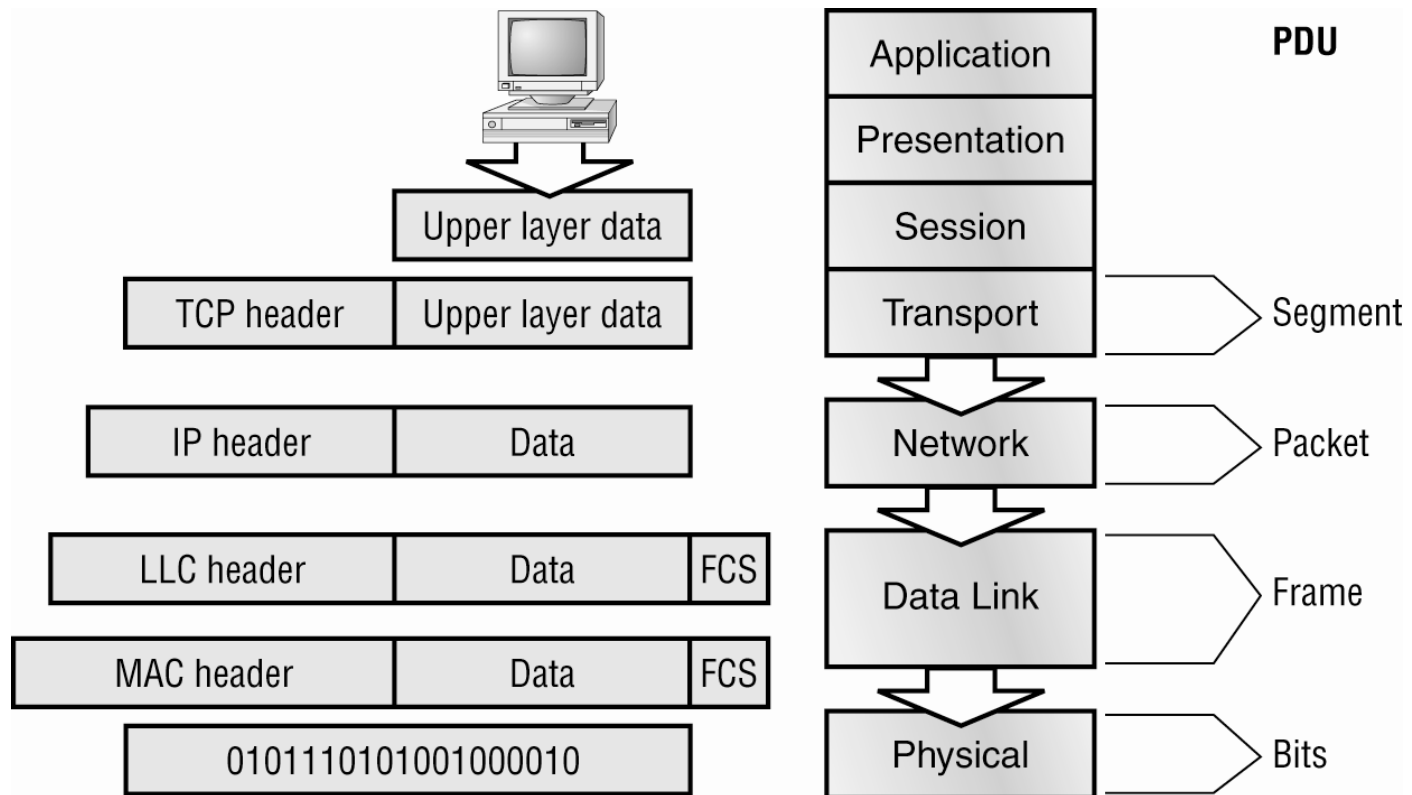 Application
PDU
Presentation
Upper layer data
Session
TCP header
Upper layer data
Transport
Segment
IP header
Data
Network
Packet
LLC header
Data
FCS
Data Link
Frame
MAC header
Data
FCS
0101110101001000010
Physical
Bits